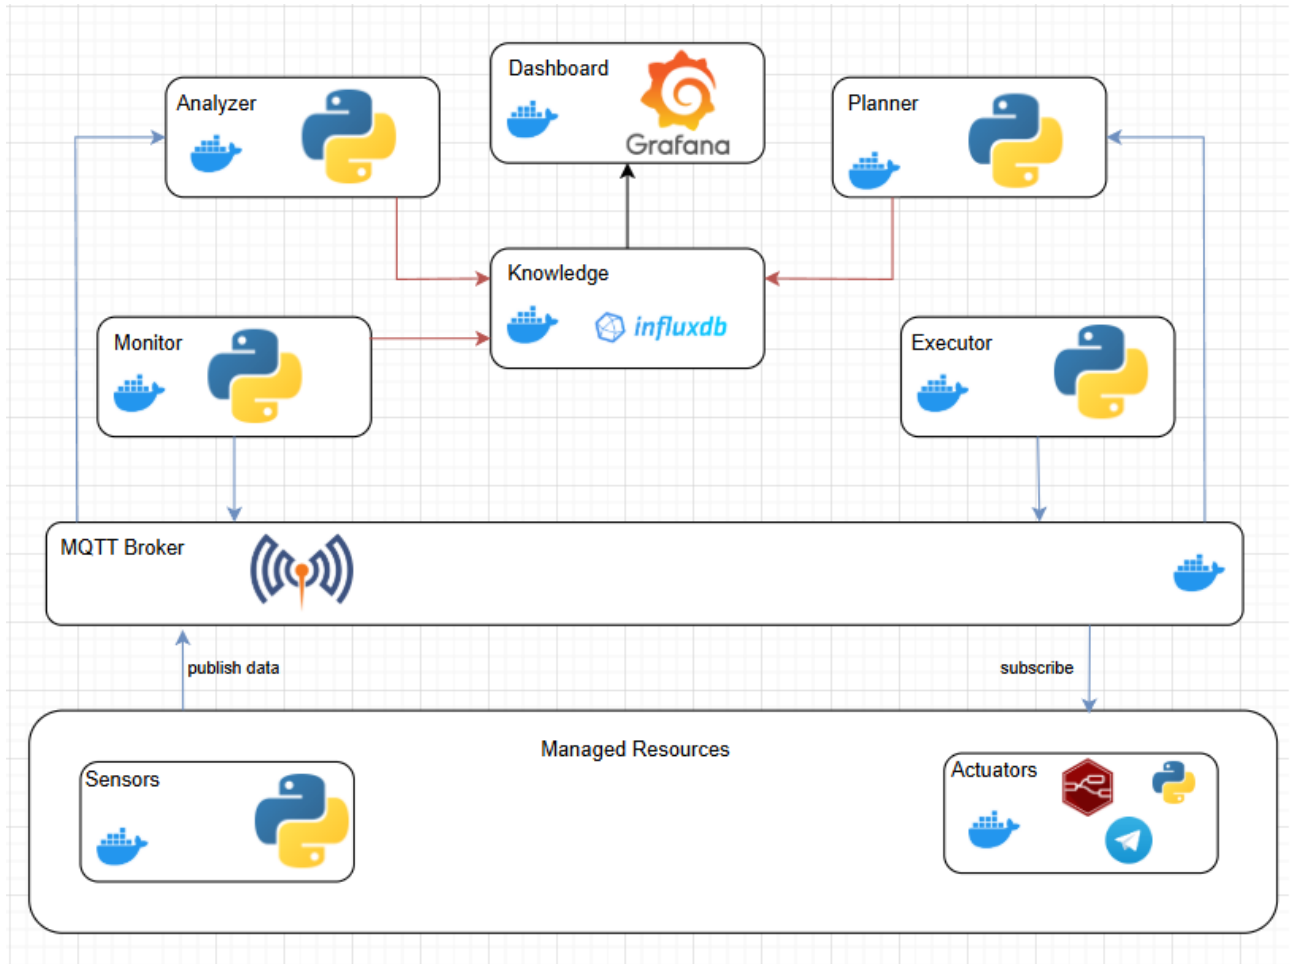 Dashboard
Grafana
Analyzer
Planner
Knowledge
influxdb
Monitor
Executor
MQTT Broker
publish data
subscribe
Managed Resources
Sensors
Actuators